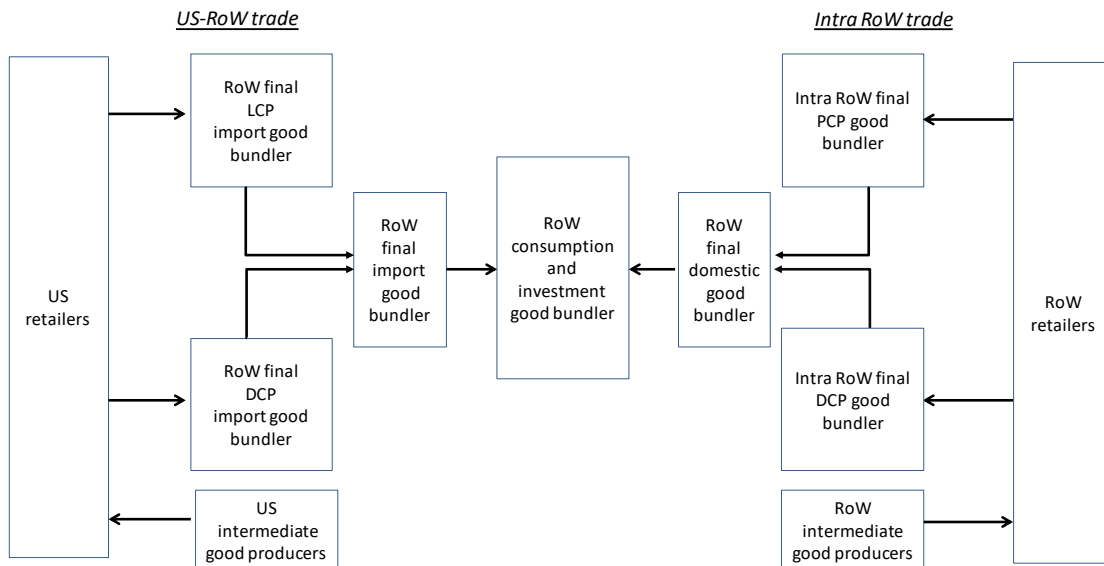 US-RoW trade
Intra RoW trade
US
retailers
RoW final
LCP
import good
bundler
RoW final
DCP
import good
bundler
US
intermediate
good producers
RoW
final
import
good
bundler
RoW
consumption
and
investment
good bundler
RoW
final
domestic
good
bundler
Intra RoW final
PCP good
bundler
Intra RoW final
DCP good
bundler
RoW
intermediate
good producers
RoW
retailers